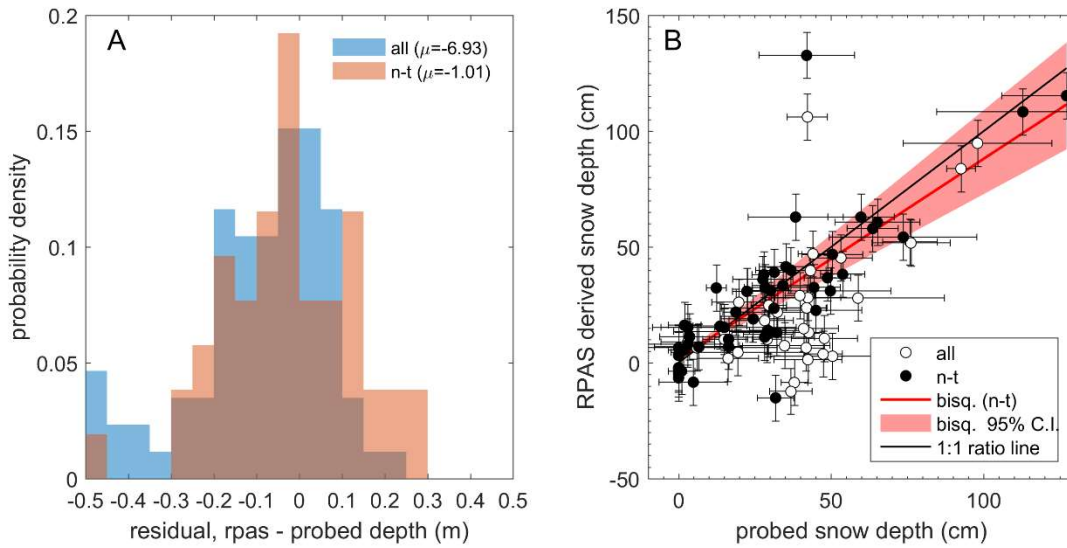 A
all (μ=-6.93)
n-t (μ=-1.01)
probability density
0.2
0.15
0.1
0.05
0
-0.5 -0.4 -0.3 -0.2 -0.1 0 0.1 0.2 0.3 0.4 0.5
residual, rpas - probed depth (m)
B
RPAS derived snow depth (cm)
150
100
50
0
-50
all
n-t
bisq. (n-t)
bisq. 95% C.I.
1:1 ratio line
0 50 100
probed snow depth (cm)